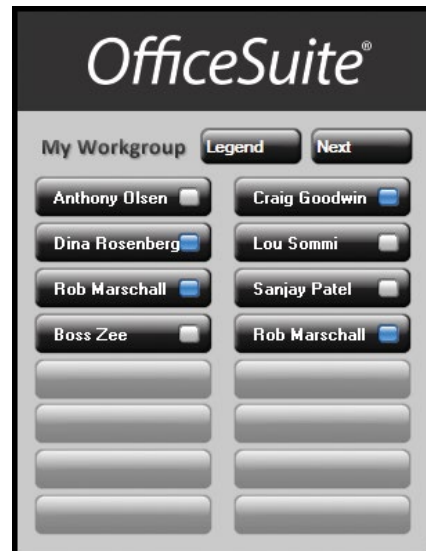 OfficeSuite®
My Workgroup Legend Next
Anthony Olsen Craig Goodwin
Dina Rosenberg Lou Sommi
Rob Marschall Sanjay Patel
Boss Zee Rob Marschall